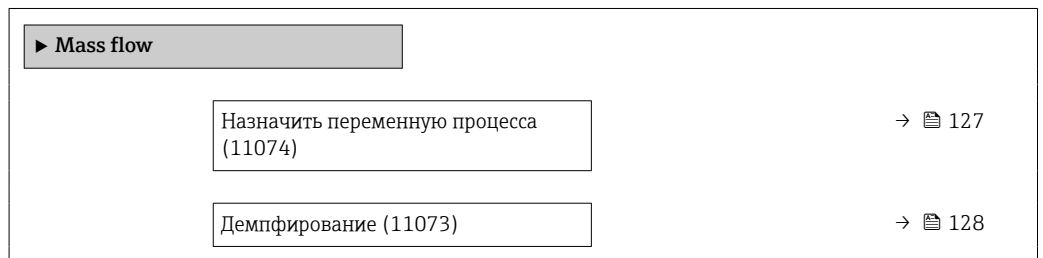 ▶ Mass flow
Назначить переменную процесса → 127
(11074)
Демпфирование (11073) → 128